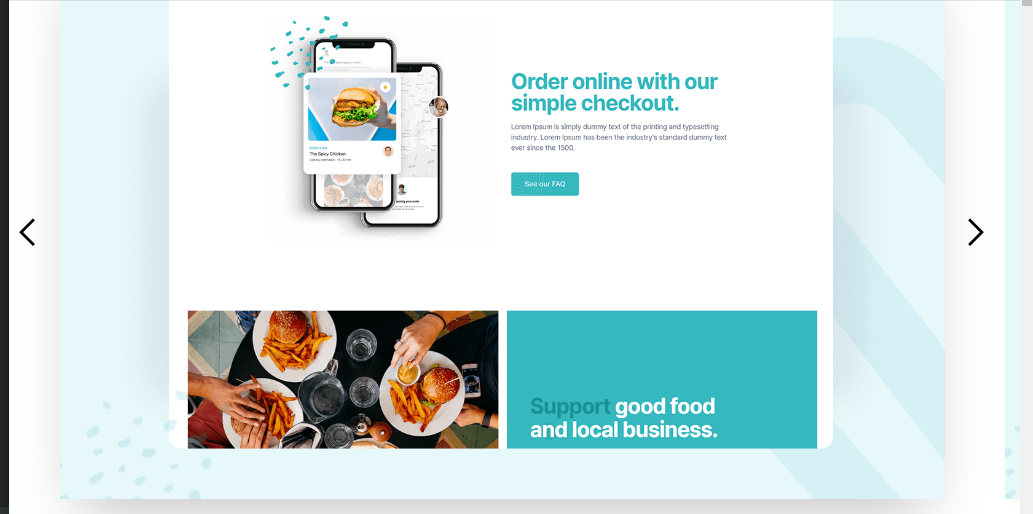 Order online with our
simple checkout.
Lorem Ipsum is simply dummy text of the printing and typesetting
industry. Lorem Ipsum has been the industry's standard dummy text
ever since the 1500.
See our FAQ
The Spicy Chicken
Support good food
and local business.